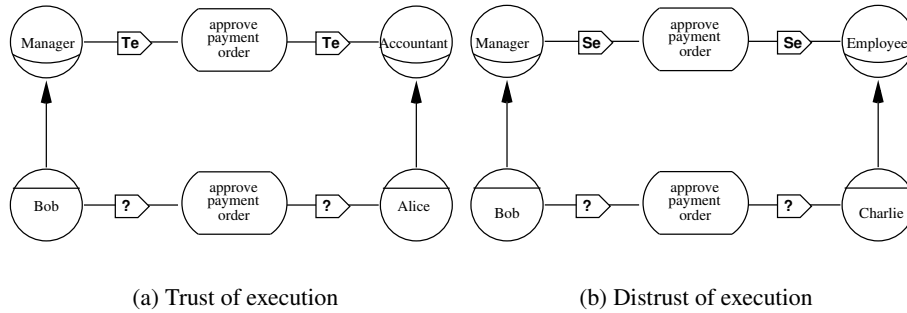 Manager
Te
approve
payment
order
Te
Accountant
Manager
Se
approve
payment
order
Se
Employee
Bob
?
approve
payment
order
?
Alice
Bob
?
approve
payment
order
?
Charlie
(a) Trust of execution
(b) Distrust of execution